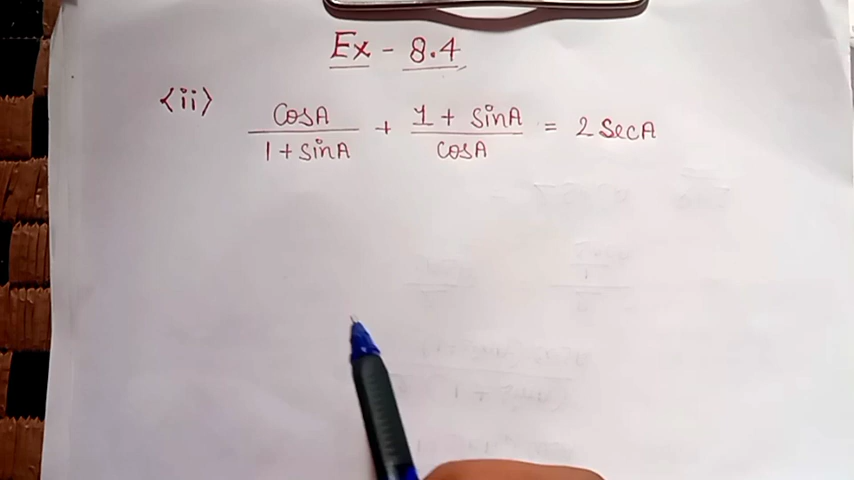 Ex - 8.4
<ii> cosA / 1 + sinA + 1 + sinA / cosA = 2 secA